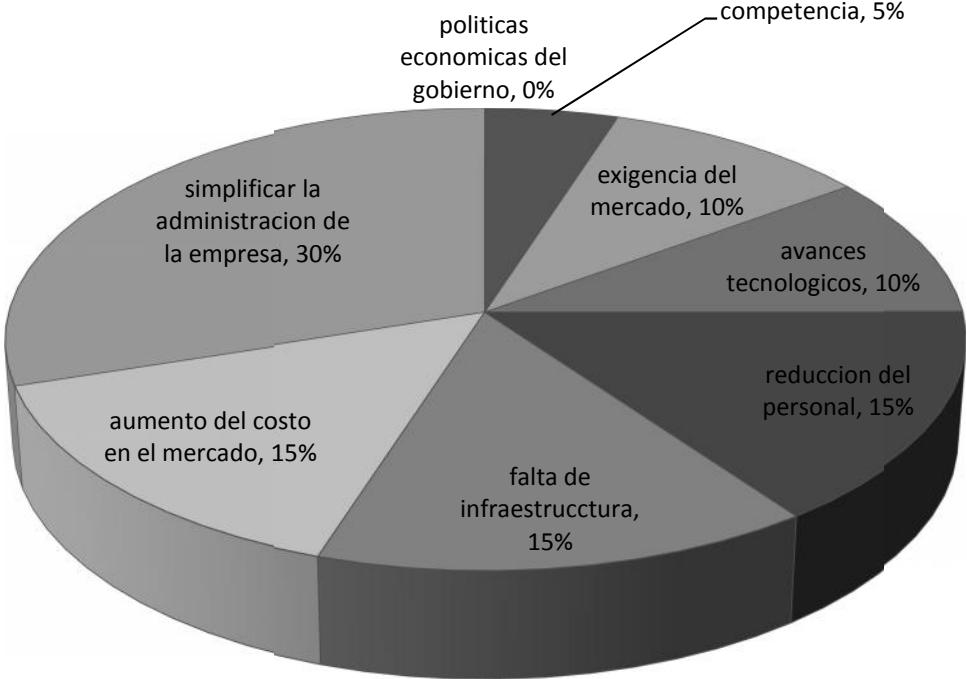 politicas
economicas del
gobierno, 0%
competencia, 5%
exigencia del
mercado, 10%
avances
tecnologicos, 10%
reduccion del
personal, 15%
falta de
infraestrucctura,
15%
aumento del costo
en el mercado, 15%
simplificar la
administracion de
la empresa, 30%